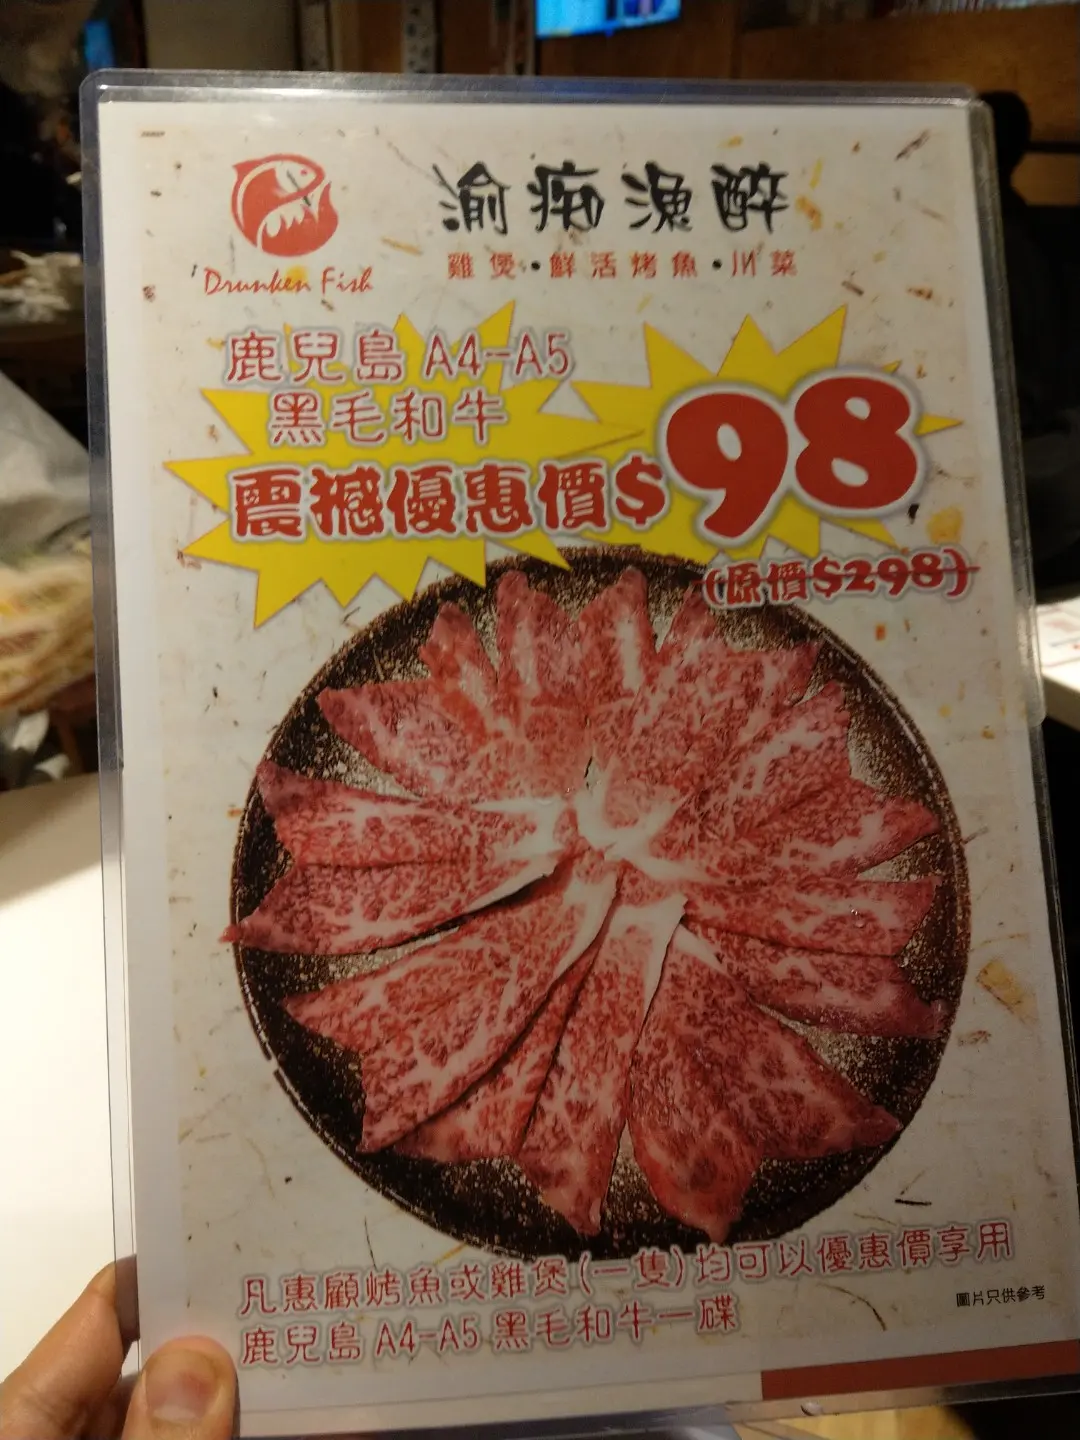 渝痴漁醉
雞煲•鮮活烤魚•川菜
Drunken Fish
鹿兒島 A4-A5
黑毛和牛
震撼優惠價$98
(原價$298)
凡惠顧烤魚或雞煲(一隻)均可以優惠價享用
鹿兒島 A4-A5 黑毛和牛一碟
圖片只供參考